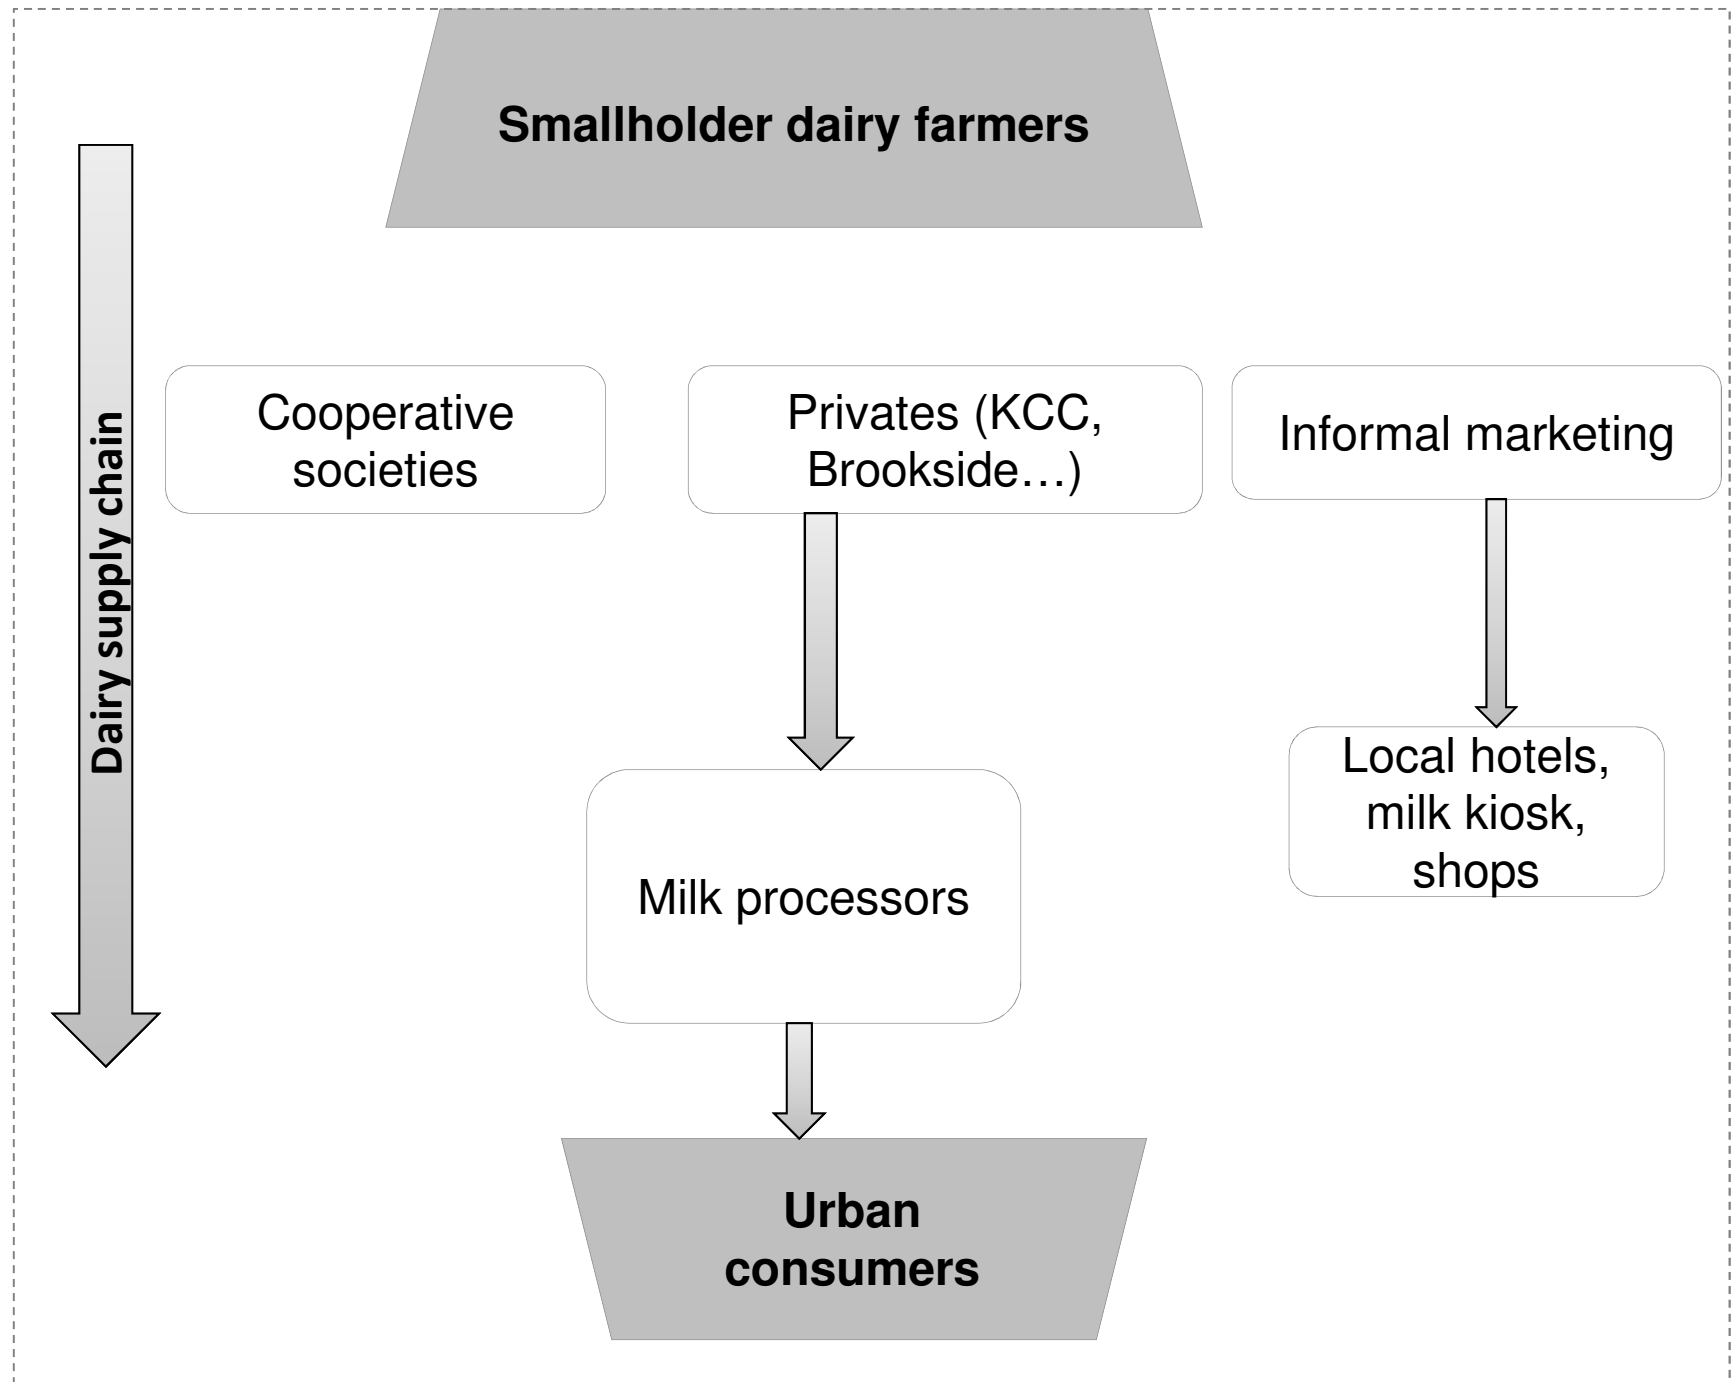 Smallholder dairy farmers
Dairy supply chain
Cooperative
societies
Privates (KCC,
Brookside…)
Informal marketing
Local hotels,
milk kiosk,
shops
Milk processors
Urban
consumers